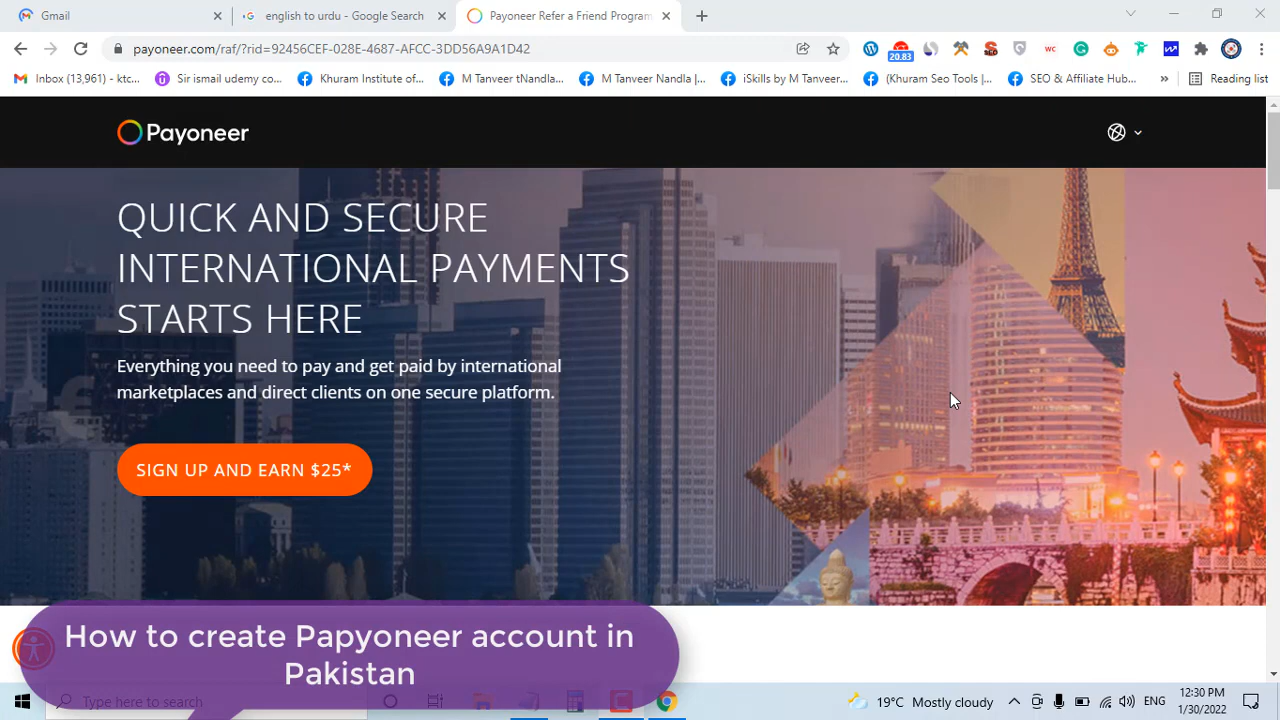 Gmail
english to urdu - Google Search
Payoneer Refer a Friend Program
payoneer.com/raf/?rid=92456CEF-028E-4687-AFCC-3DD56A9A1D42
20.83
Inbox (13,961) - ktc...
Sir ismail udemy co...
Khuram Institute of...
M Tanveer tNandla...
M Tanveer Nandla |...
iSkills by M Tanveer...
(Khuram Seo Tools |...
SEO & Affiliate Hub...
»
Reading list
Payoneer
QUICK AND SECURE
INTERNATIONAL PAYMENTS
STARTS HERE
Everything you need to pay and get paid by international
marketplaces and direct clients on one secure platform.
SIGN UP AND EARN $25*
How to create Papyoneer account in
Pakistan
Type here to search
19°C Mostly cloudy
ENG
12:30 PM
1/30/2022